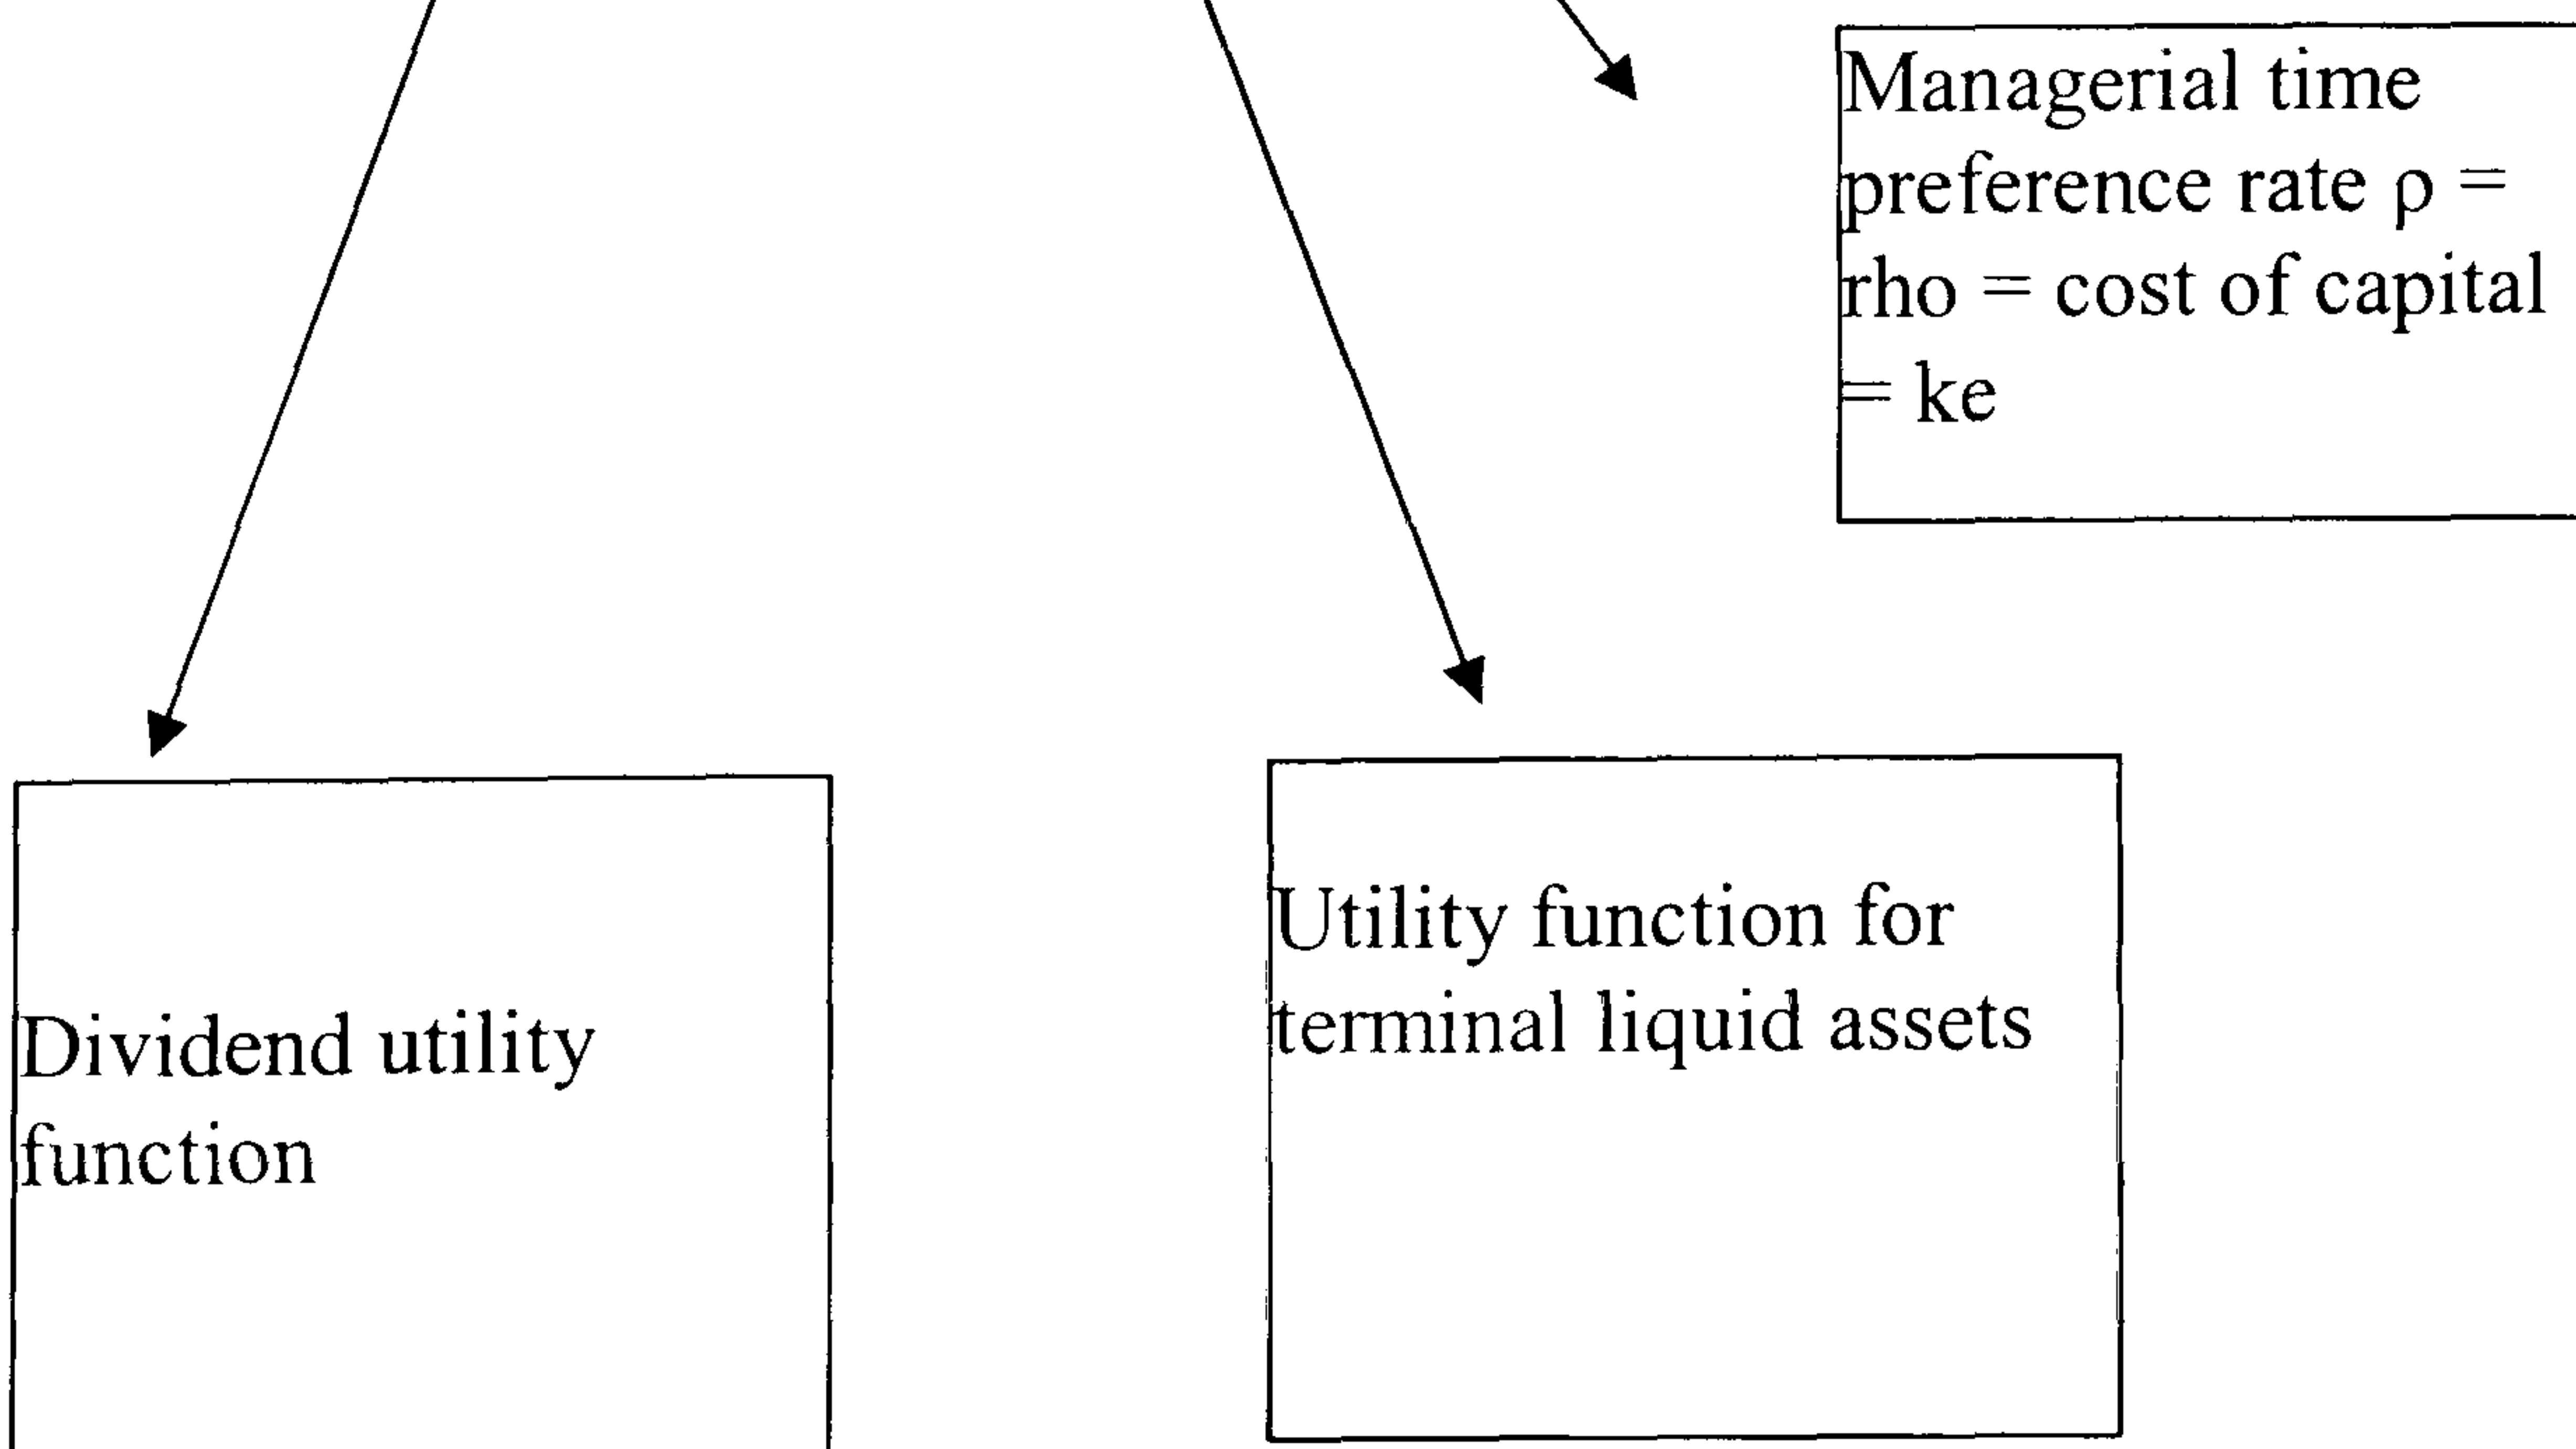 Managerial time
preference rate ρ =
rho = cost of capital
= ke
Utility function for
terminal liquid assets
Dividend utility
function